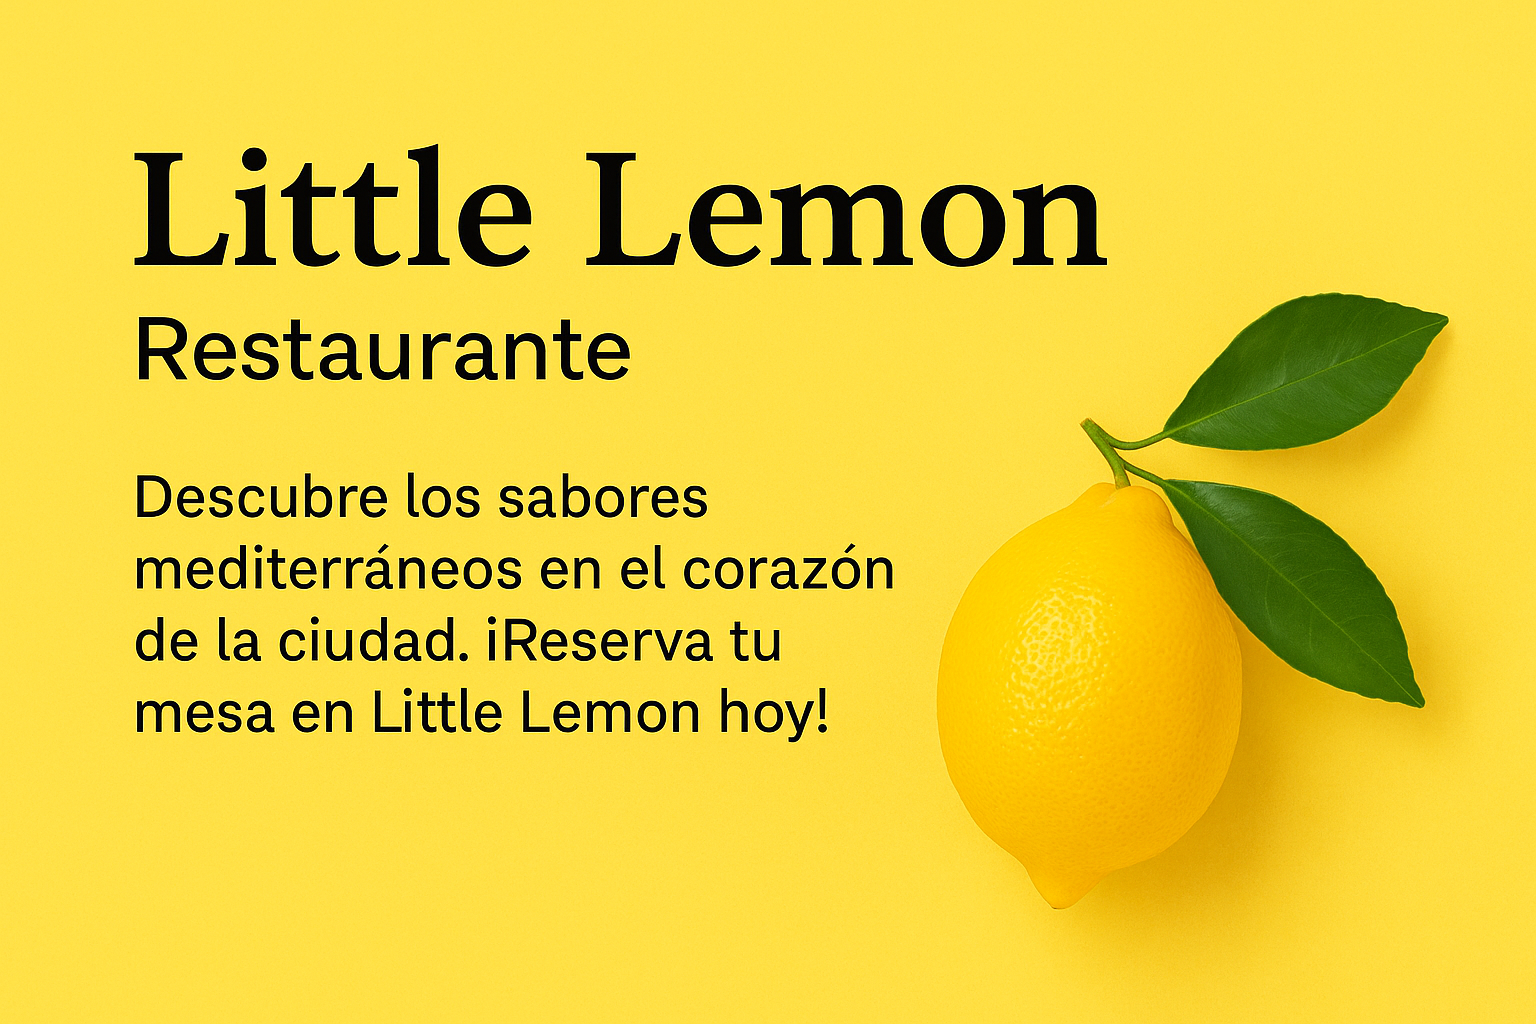 Little Lemon
Restaurante
Descubre los sabores
mediterráneos en el corazón
de la ciudad. ¡Reserva tu
mesa en Little Lemon hoy!